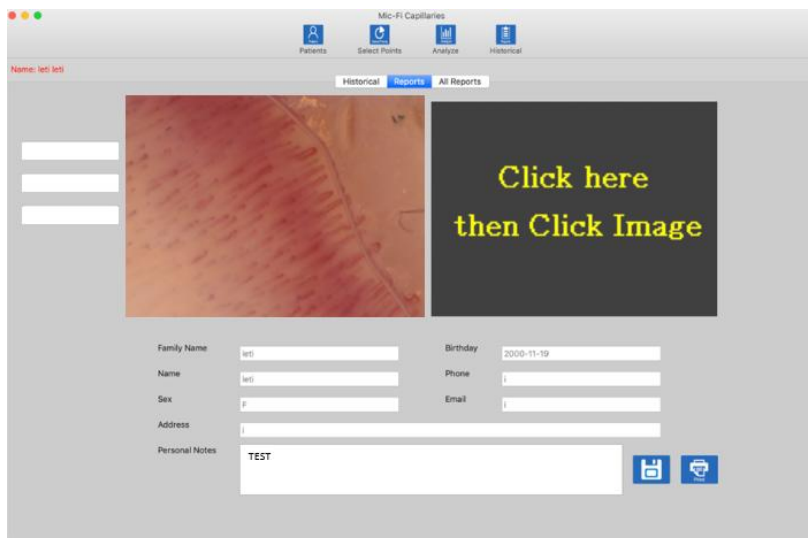 Mic-Fi Capillaries
Patients Select Points Analyze Historical
Name: leti leti
Historical Reports All Reports
Click here
then Click Image
Family Name leti Birthday 2000-11-19
Name leti Phone i
Sex F Email i
Address i
Personal Notes TEST
Print